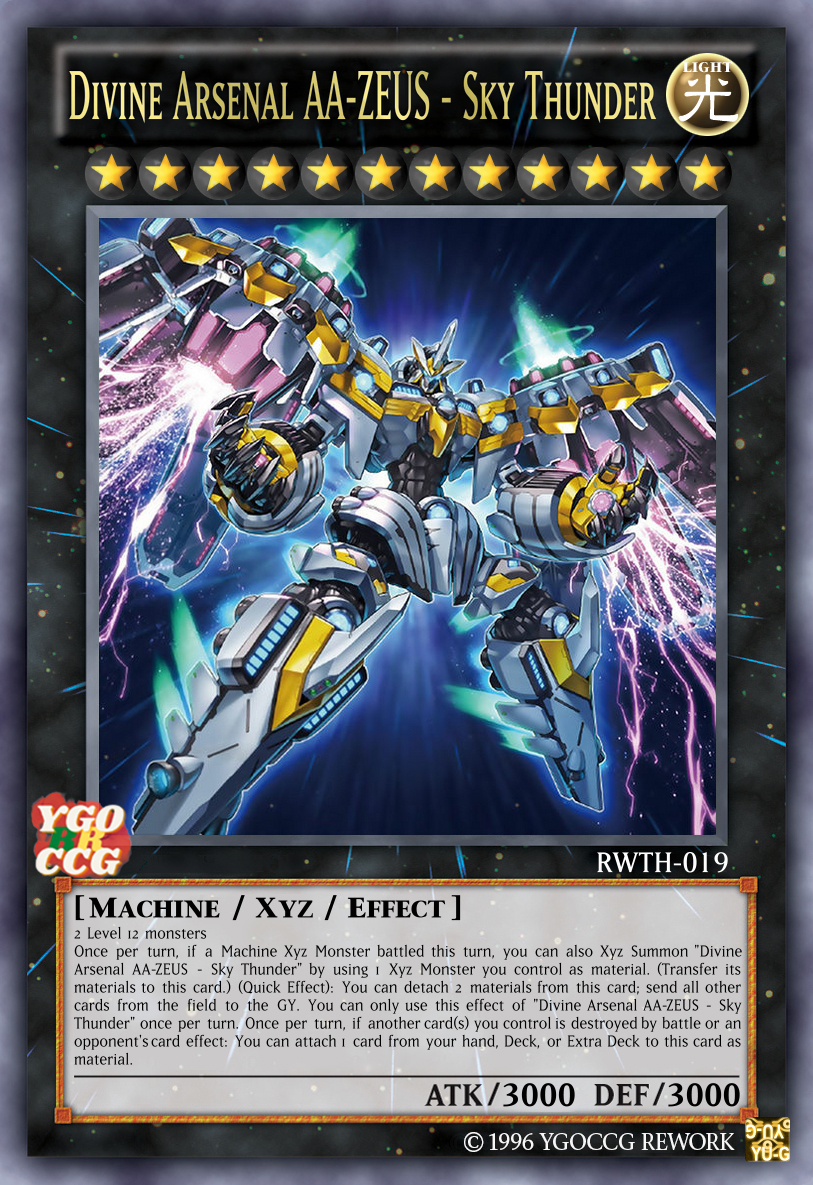 Divine Arsenal AA-ZEUS - Sky Thunder
LIGHT
光
YGO
RR
CCG
RWTH-019
[ Machine / Xyz / Effect ]
2 Level 12 monsters
Once per turn, if a Machine Xyz Monster battled this turn, you can also Xyz Summon "Divine
Arsenal AA-ZEUS - Sky Thunder" by using 1 Xyz Monster you control as material. (Transfer its
materials to this card.) (Quick Effect): You can detach 2 materials from this card; send all other
cards from the field to the GY. You can only use this effect of "Divine Arsenal AA-ZEUS - Sky
Thunder" once per turn. Once per turn, if another card(s) you control is destroyed by battle or an
opponent's card effect: You can attach 1 card from your hand, Deck, or Extra Deck to this card as
material.
ATK/3000 DEF/3000
© 1996 YGOCCG REWORK
YU-G